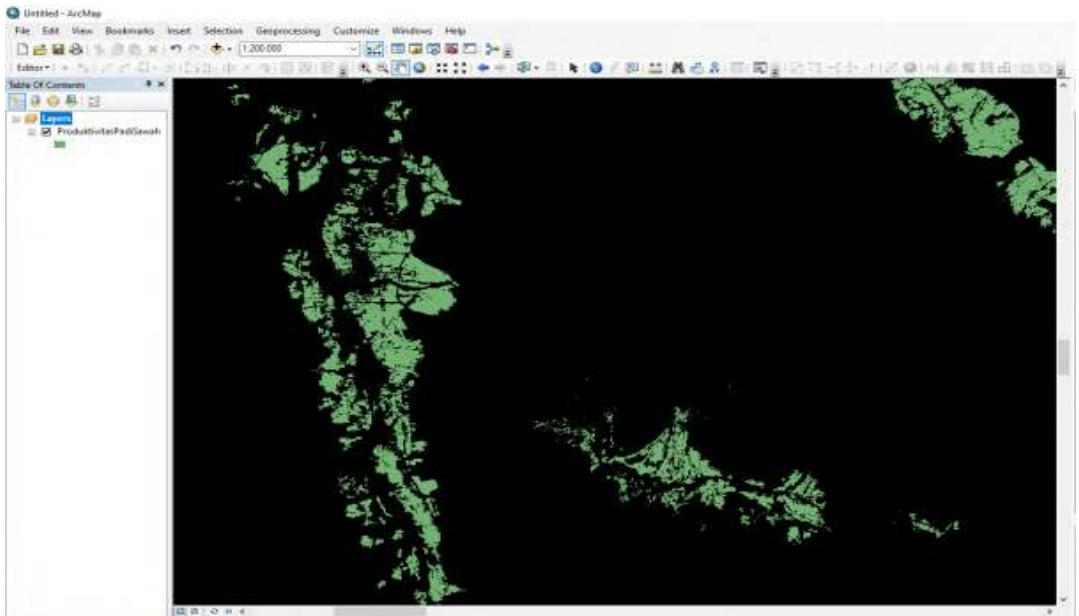 Untitled - ArcMap
File Edit View Bookmarks Insert Selection Geoprocessing Customize Windows Help
1:200.000
Editor
Table Of Contents
Layers
ProduktivitasPadiSawah